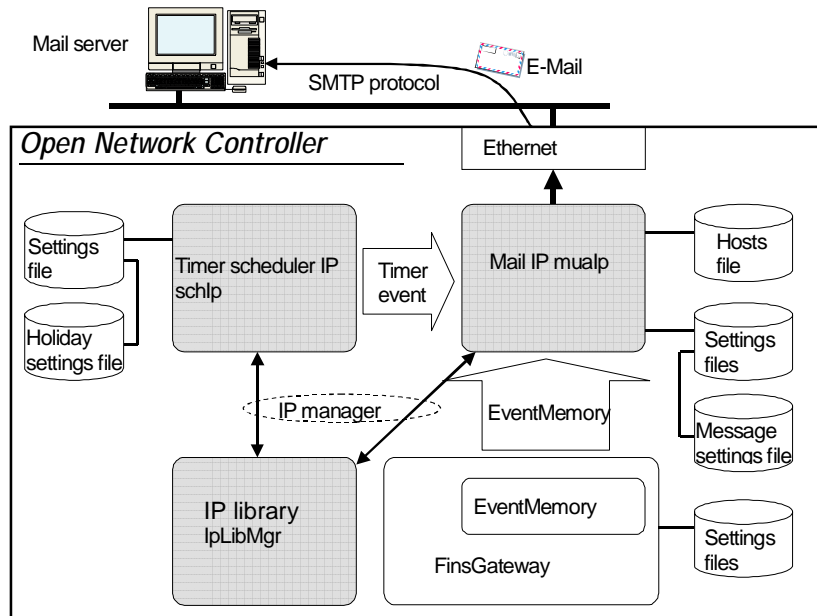 Mail server
E-Mail
SMTP protocol
Open Network Controller
Ethernet
Settings
file
Timer scheduler IP
schIp
Timer
event
Mail IP muaIp
Hosts
file
Holiday
settings file
Settings
files
IP manager
EventMemory
Message
settings file
IP library
IpLibMgr
EventMemory
FinsGateway
Settings
files